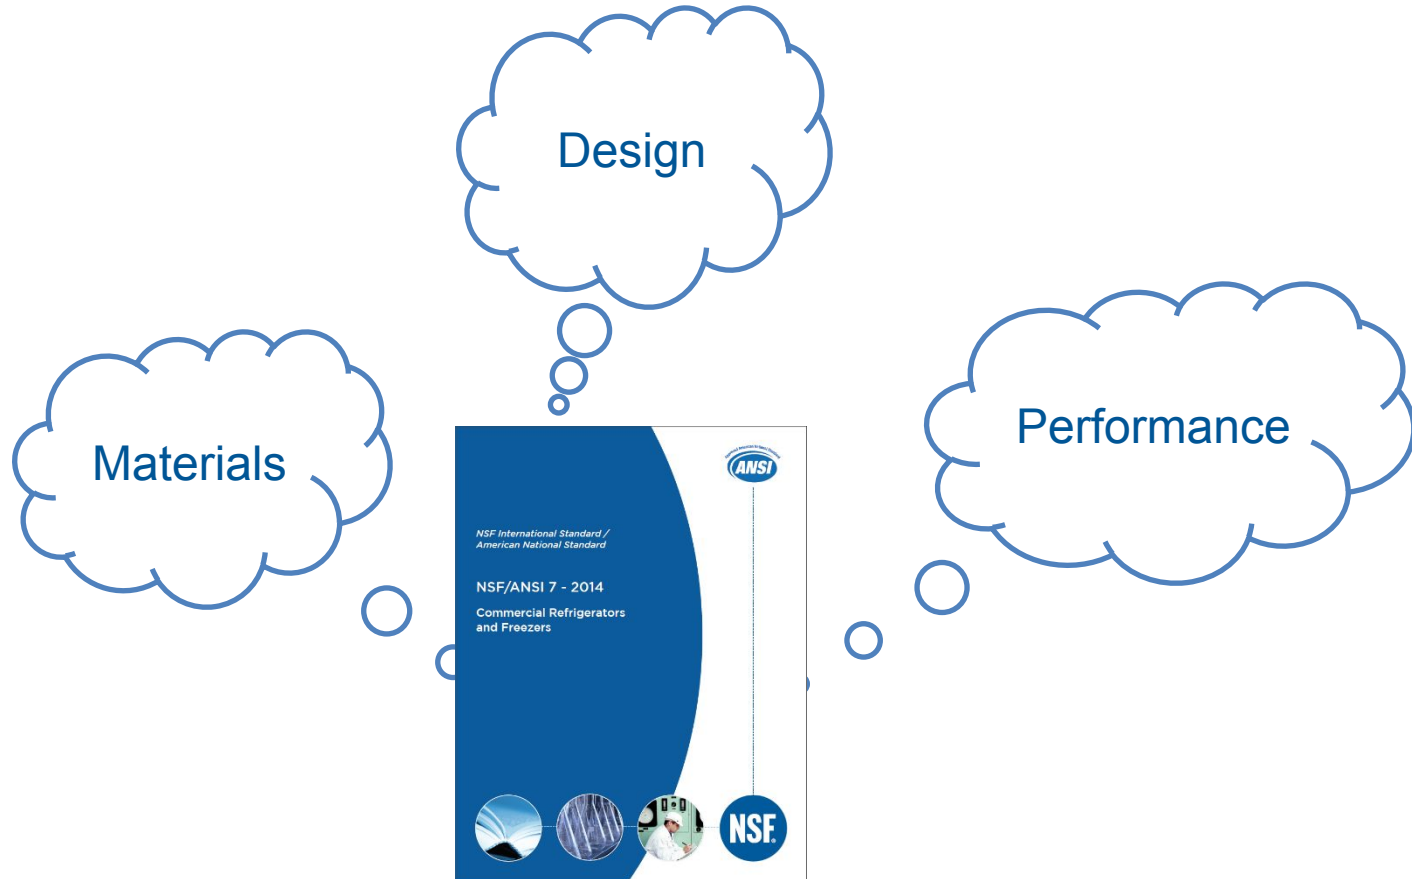 Design
Materials
Performance
ANSI
NSF International Standard /
American National Standard
NSF/ANSI 7 - 2014
Commercial Refrigerators
and Freezers
NSF.